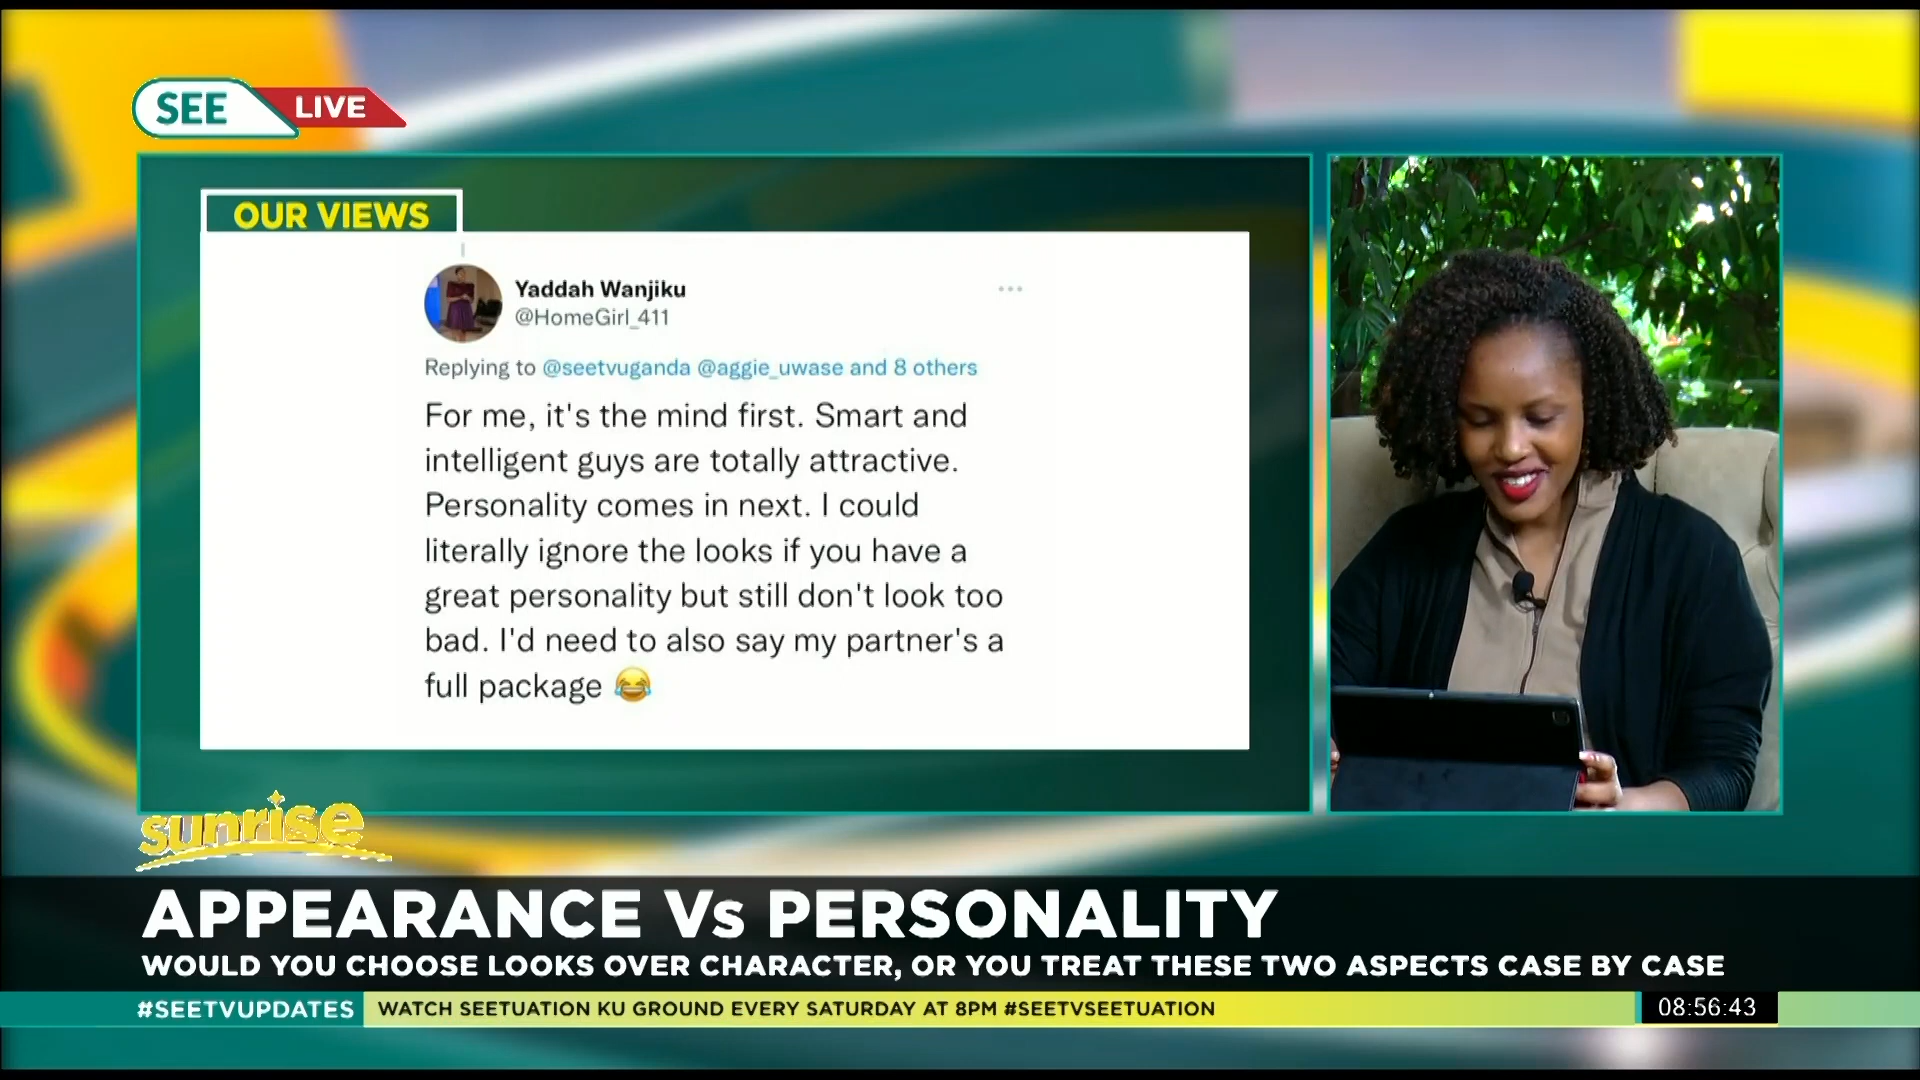 SEE
LIVE
OUR VIEWS
Yaddah Wanjiku
@HomeGirl_411
Replying to @seetvuganda @aggie_uwase and 8 others
For me, it's the mind first. Smart and
intelligent guys are totally attractive.
Personality comes in next. I could
literally ignore the looks if you have a
great personality but still don't look too
bad. I'd need to also say my partner's a
full package 😂
sunrise
APPEARANCE Vs PERSONALITY
WOULD YOU CHOOSE LOOKS OVER CHARACTER, OR YOU TREAT THESE TWO ASPECTS CASE BY CASE
#SEETVUPDATES WATCH SEETUATION KU GROUND EVERY SATURDAY AT 8PM #SEETVSEETUATION 08:56:43